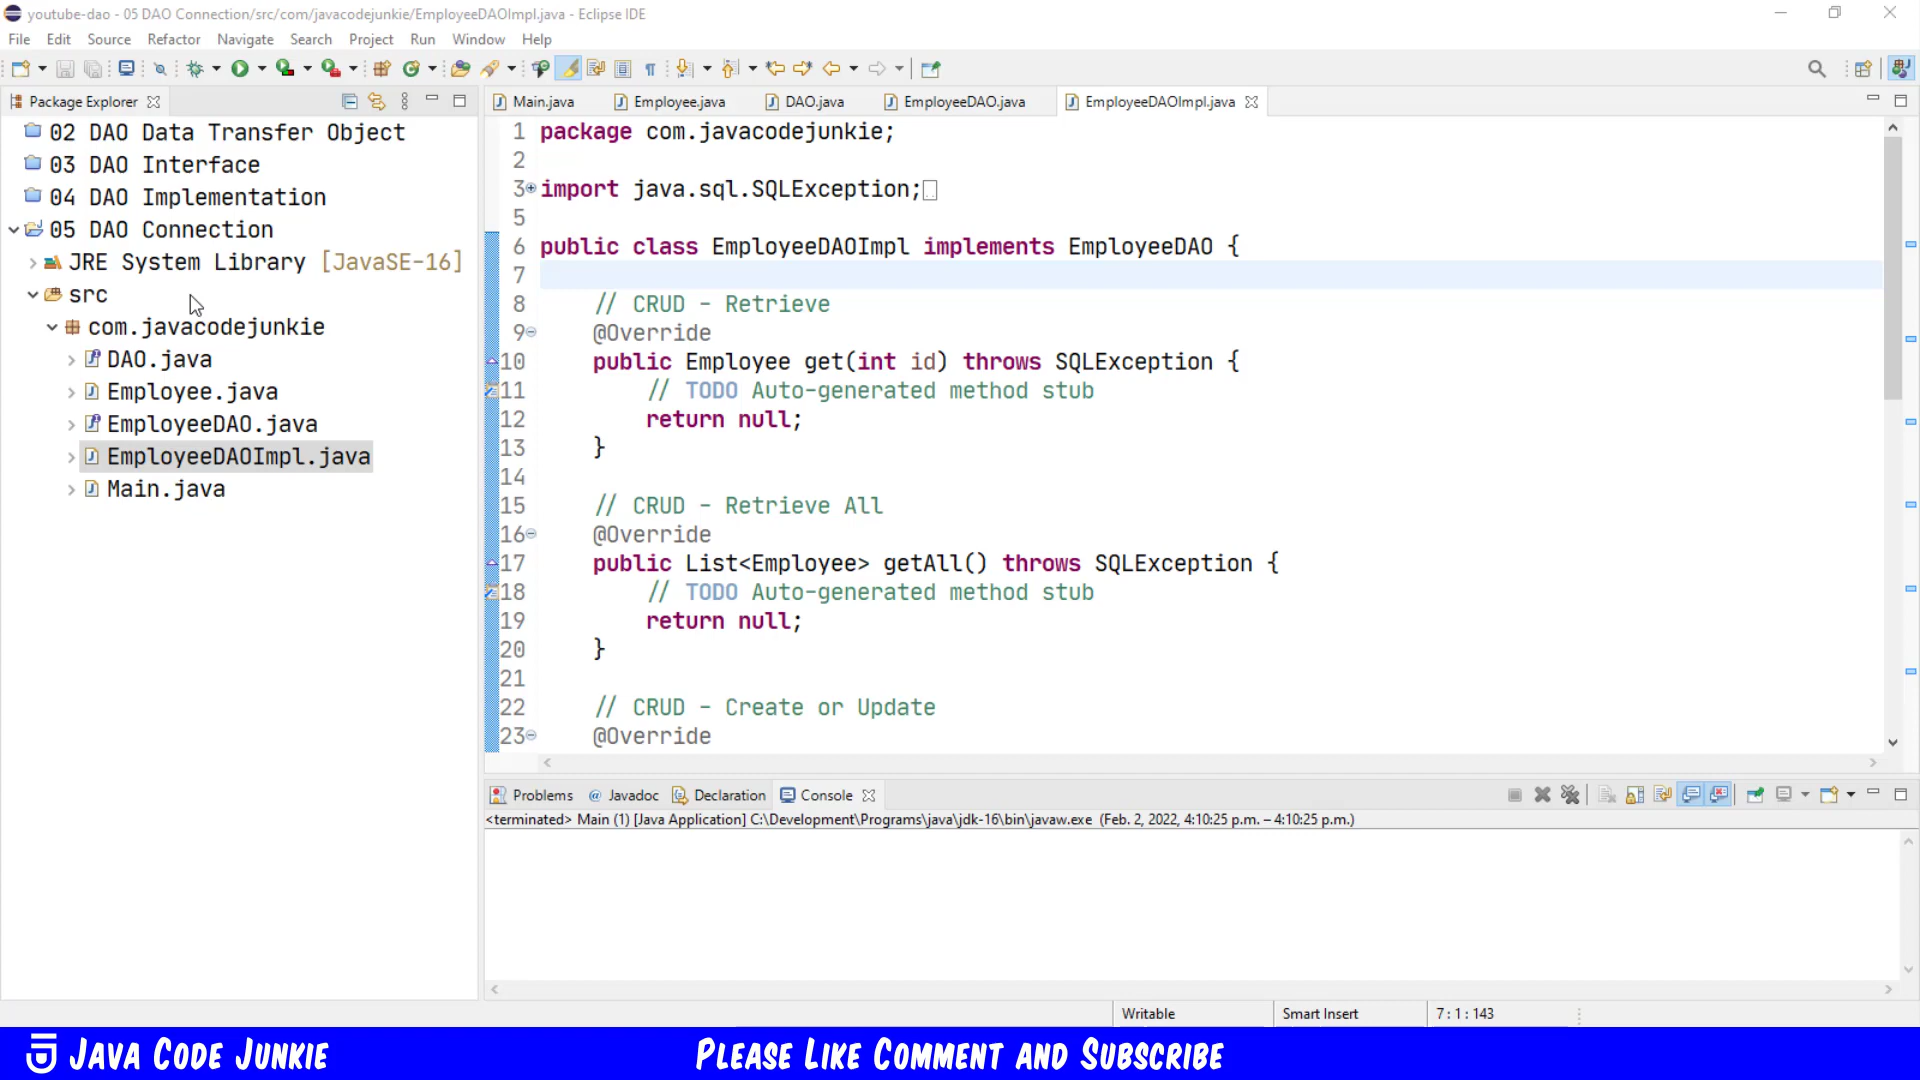 youtube-dao - 05 DAO Connection/src/com/javacodejunkie/EmployeeDAOImpl.java - Eclipse IDE
File Edit Source Refactor Navigate Search Project Run Window Help
Package Explorer
02 DAO Data Transfer Object
03 DAO Interface
04 DAO Implementation
05 DAO Connection
JRE System Library [JavaSE-16]
src
com.javacodejunkie
DAO.java
Employee.java
EmployeeDAO.java
EmployeeDAOImpl.java
Main.java
Main.java Employee.java DAO.java EmployeeDAO.java EmployeeDAOImpl.java
1 package com.javacodejunkie;
2
3 import java.sql.SQLException;
5
6 public class EmployeeDAOImpl implements EmployeeDAO {
7
8 // CRUD - Retrieve
9 @Override
10 public Employee get(int id) throws SQLException {
11 // TODO Auto-generated method stub
12 return null;
13 }
14
15 // CRUD - Retrieve All
16 @Override
17 public List<Employee> getAll() throws SQLException {
18 // TODO Auto-generated method stub
19 return null;
20 }
21
22 // CRUD - Create or Update
23 @Override
Problems Javadoc Declaration Console
<terminated> Main (1) [Java Application] C:\Development\Programs\java\jdk-16\bin\javaw.exe (Feb. 2, 2022, 4:10:25 p.m. – 4:10:25 p.m.)
Writable Smart Insert 7 : 1 : 143
Java Code Junkie Please Like Comment and Subscribe